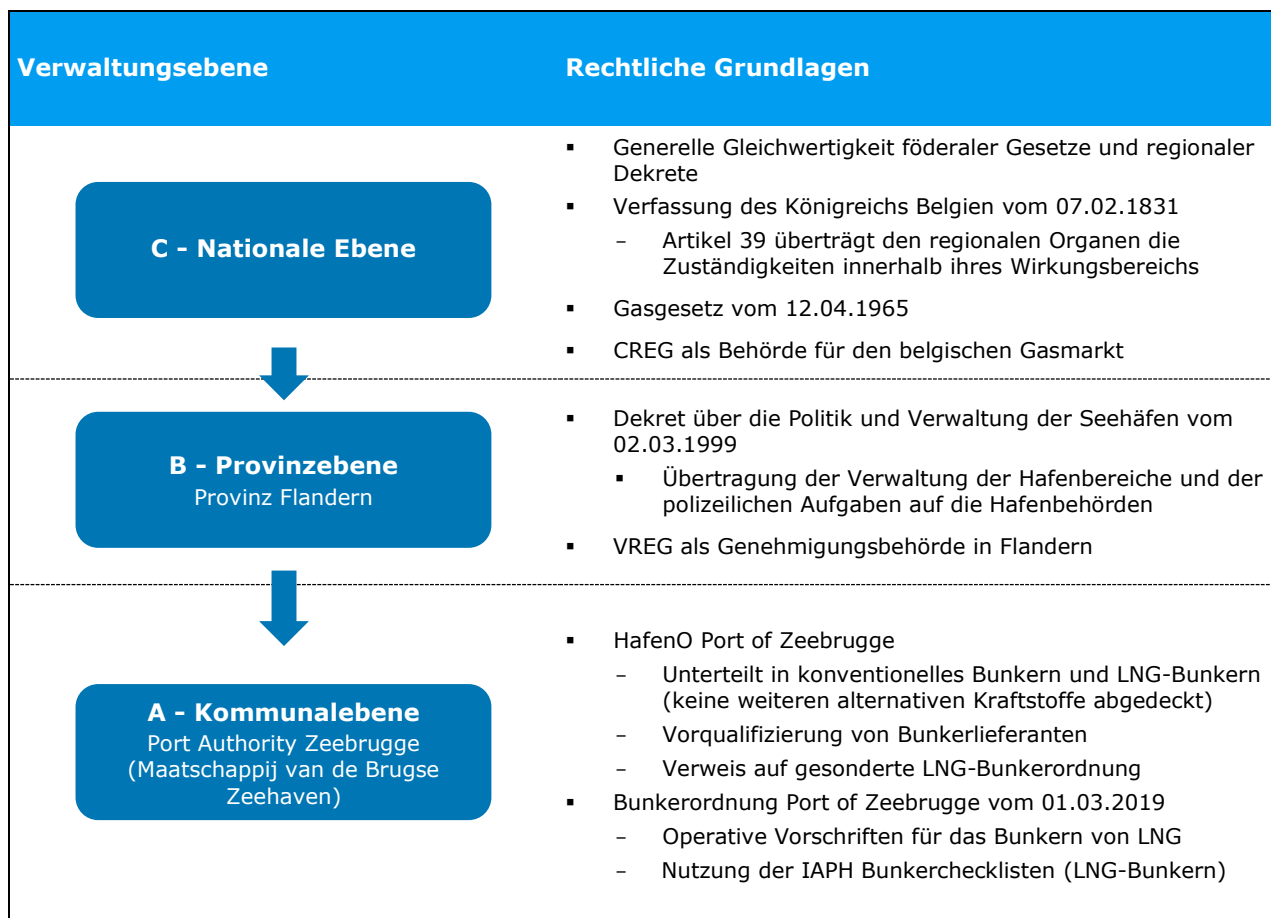 Verwaltungsebene
Rechtliche Grundlagen
C – Nationale Ebene
▪ Generelle Gleichwertigkeit föderaler Gesetze und regionaler
Dekrete
▪ Verfassung des Königreichs Belgien vom 07.02.1831
– Artikel 39 überträgt den regionalen Organen die
Zuständigkeiten innerhalb ihres Wirkungsbereichs
▪ Gasgesetz vom 12.04.1965
▪ CREG als Behörde für den belgischen Gasmarkt
B – Provinzebene
Provinz Flandern
▪ Dekret über die Politik und Verwaltung der Seehäfen vom
02.03.1999
▪ Übertragung der Verwaltung der Hafenbereiche und der
polizeilichen Aufgaben auf die Hafenbehörden
▪ VREG als Genehmigungsbehörde in Flandern
A – Kommunalebene
Port Authority Zeebrugge
(Maatschappij van de Brugse
Zeehaven)
▪ HafenO Port of Zeebrugge
– Unterteilt in konventionelles Bunkern und LNG-Bunkern
(keine weiteren alternativen Kraftstoffe abgedeckt)
– Vorqualifizierung von Bunkerlieferanten
– Verweis auf gesonderte LNG-Bunkerordnung
▪ Bunkerordnung Port of Zeebrugge vom 01.03.2019
– Operative Vorschriften für das Bunkern von LNG
– Nutzung der IAPH Bunkerchecklisten (LNG-Bunkern)